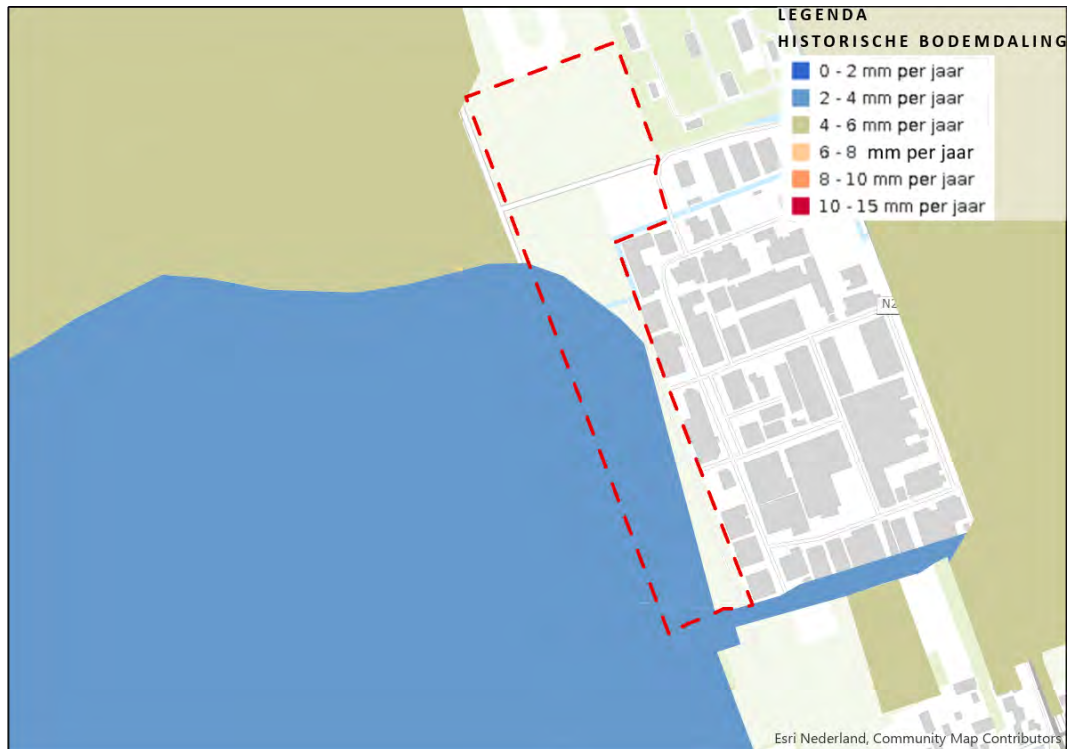 LEGENDA
HISTORISCHE BODEMDALING
0 - 2 mm per jaar
2 - 4 mm per jaar
4 - 6 mm per jaar
6 - 8 mm per jaar
8 - 10 mm per jaar
10 - 15 mm per jaar
N2
Esri Nederland, Community Map Contributors